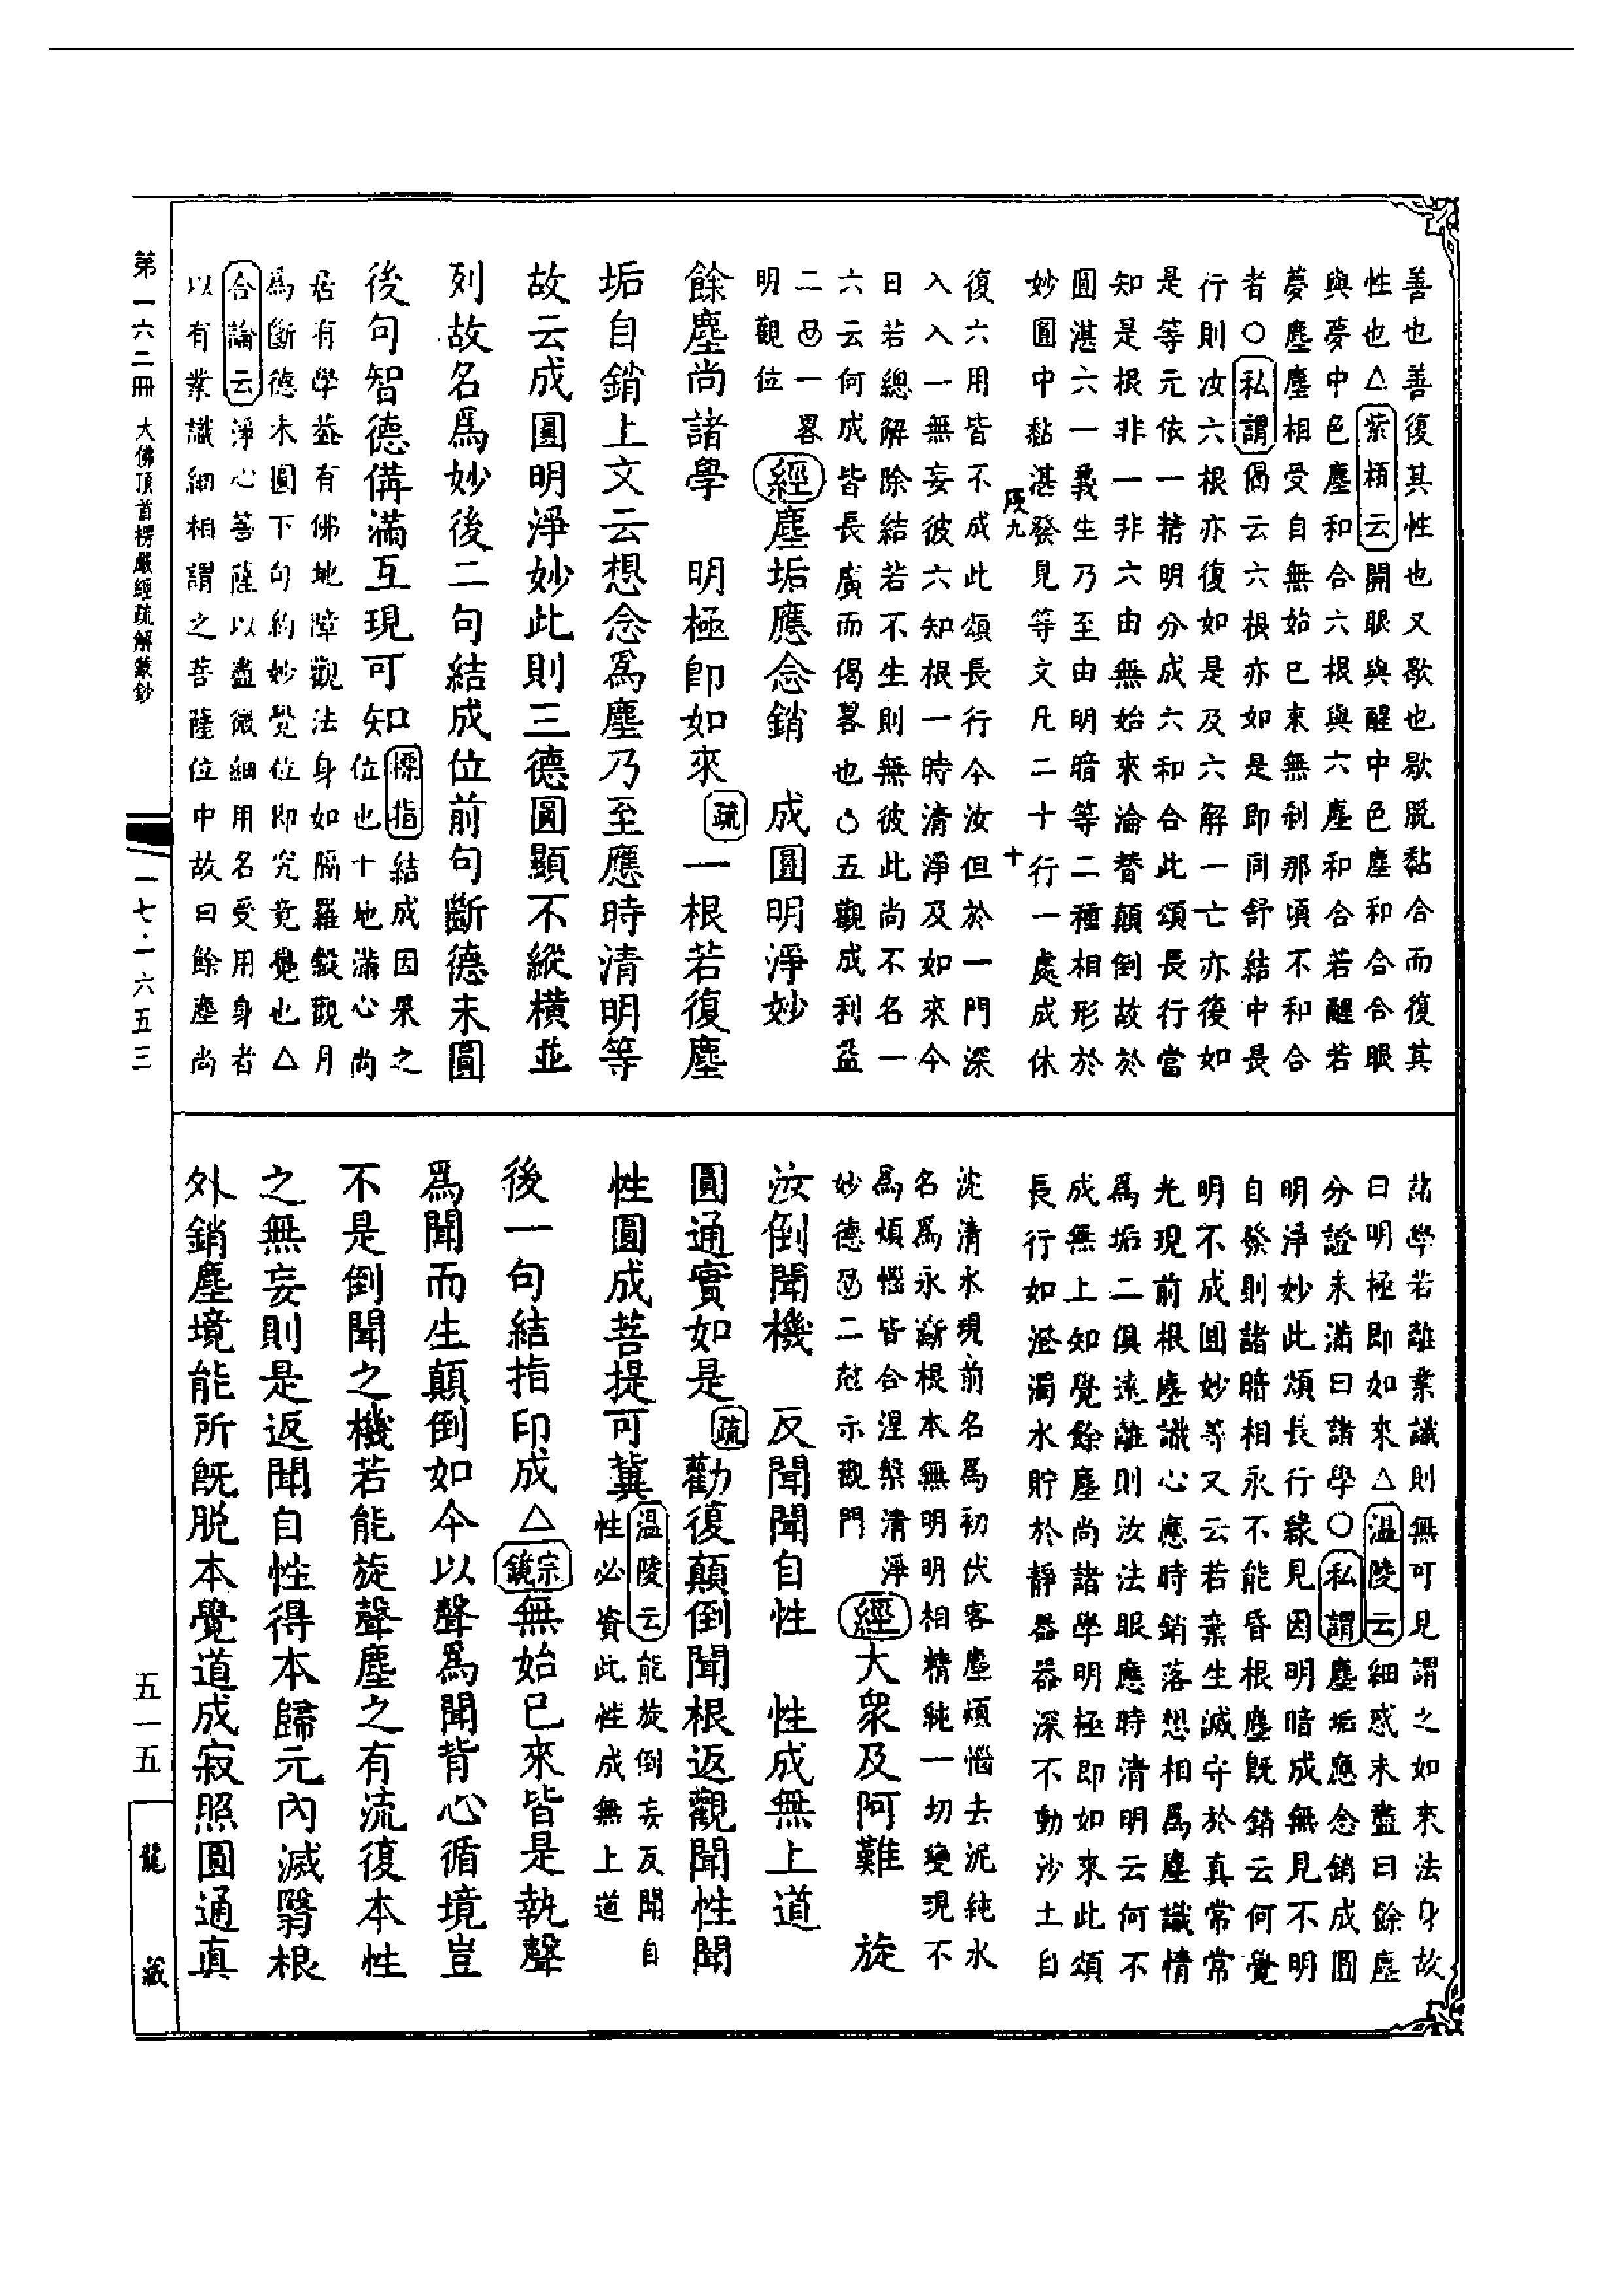 善也善復其性也又歇也歇脫黏合而復其
性也△紫栢云開眼與醒中色塵和合合眼
與夢中色塵和合六根與六塵和合若醒若
夢塵塵相受自無始已來無刹那頃不和合
者○私謂偈云六根亦如是即同舒結中長
行則汝六根亦復如是及六解一亡亦後如
是等元依一精明分成六和合此頌長行當
知是根非一非六由無始來淪替顛倒故於
圓湛六一義生乃至由明暗等二種相形於
妙圓中黏湛發見等文凡二十行一處成休
復六用皆不成此頌長行今汝但於一門深
入入一無妄彼六知根一時清淨及如來今
日若總解除結若不生則無彼此尚不名一
六云何成皆長廣而偈畧也○五觀成利益
二 一畧
明觀位
經塵垢應念銷 成圓明淨妙
餘塵尚諸學 明極卽如來 疏一根若復塵
垢自銷上文云想念爲塵乃至應時清明等
故云成圓明淨妙此則三德圓顯不縱橫並
列故名爲妙後二句結成位前句斷德未圓
後句智德俻滿互現可知
標指結成因果之
位也十地滿心尚
居有學葢有佛地障觀法身如隔羅縠觀月
爲斷德未圓下句約妙覺位即究竟覺也△
合論云淨心菩薩以盡微細用名受用身者
以有業識細相謂之菩薩位中故曰餘塵尚
諸學若離業識則無可見謂之如來法身故
曰明極即如來△溫陵云細惑未盡曰餘塵
分證未滿曰諸學○私謂塵垢應念銷成圓
明淨妙此頌長行緣見因明暗成無見不明
自發則諸暗相永不能昏根塵旣銷云何覺
明不成圓妙等又云若棄生滅守於真常常
光現前根塵識心應時銷落想相爲塵識情
爲垢二俱遠離則汝法眼應時清明云何不
成無上知覺餘塵尚諸學明極即如來此頌
長行如澄濁水貯於靜器器深不動沙土自
沈清水現前名爲初伏客塵煩惱去泥純水
名爲永斷根本無明明相精純一切變現不
爲煩惱皆合涅槃清淨
妙德 二菆示觀門
經大衆及阿難 旋
汝倒聞機 反聞聞自性 性成無上道
圓通實如是 疏勸復顛倒聞根返觀聞性聞
性圓成菩提可冀
溫陵云能旋倒妄反聞自
性必資此性成無上道
後一句結指印成△宗鏡無始已來皆是執聲
爲聞而生顛倒如今以聲爲聞背心循境豈
不是倒聞之機若能旋聲塵之有流復本性
之無妄則是返聞自性得本歸元內滅翳根
外銷塵境能所旣脱本覺道成寂照圓通真
第一六二冊 大佛頂首楞嚴經疏解蒙鈔
一七·一六五三
五一五
龍藏